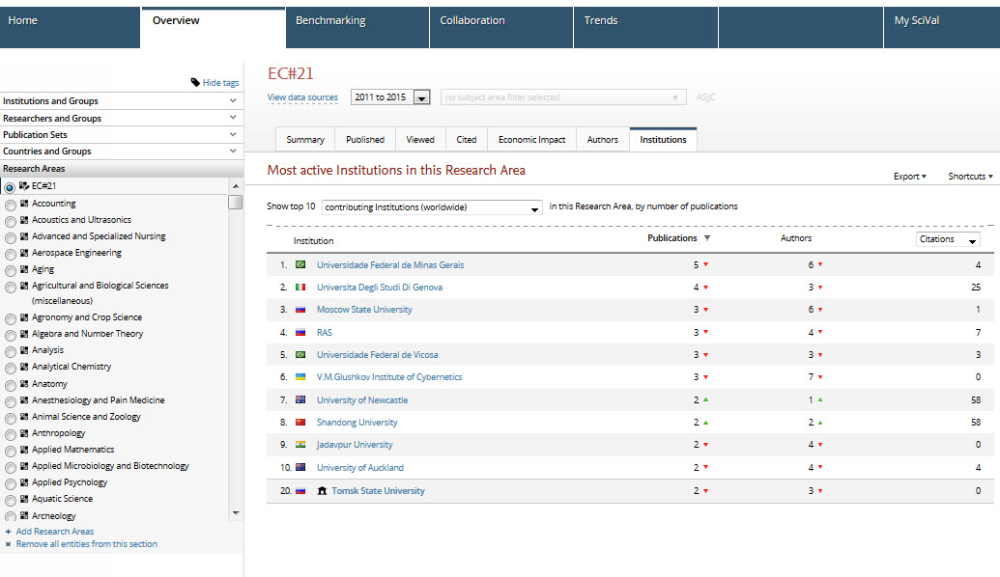 Home Overview Benchmarking Collaboration Trends My SciVal
Hide tags
Institutions and Groups
Researchers and Groups
Publication Sets
Countries and Groups
Research Areas
EC#21
Accounting
Acoustics and Ultrasonics
Advanced and Specialized Nursing
Aerospace Engineering
Aging
Agricultural and Biological Sciences
(miscellaneous)
Agronomy and Crop Science
Algebra and Number Theory
Analysis
Analytical Chemistry
Anatomy
Anesthesiology and Pain Medicine
Animal Science and Zoology
Anthropology
Applied Mathematics
Applied Microbiology and Biotechnology
Applied Psychology
Aquatic Science
Archeology
+ Add Research Areas
× Remove all entities from this section
EC#21
View data sources 2011 to 2015 no subject area filter selected ASJC
Summary Published Viewed Cited Economic Impact Authors Institutions
Most active Institutions in this Research Area
Export Shortcuts
Show top 10 contributing Institutions (worldwide) in this Research Area, by number of publications
Institution Publications Authors Citations
1. Universidade Federal de Minas Gerais 5 6 4
2. Universita Degli Studi Di Genova 4 3 25
3. Moscow State University 3 6 1
4. RAS 3 4 7
5. Universidade Federal de Vicosa 3 3 3
6. V.M.Glushkov Institute of Cybernetics 3 7 0
7. University of Newcastle 2 1 58
8. Shandong University 2 2 58
9. Jadavpur University 2 4 0
10. University of Auckland 2 4 4
20. Tomsk State University 2 3 0